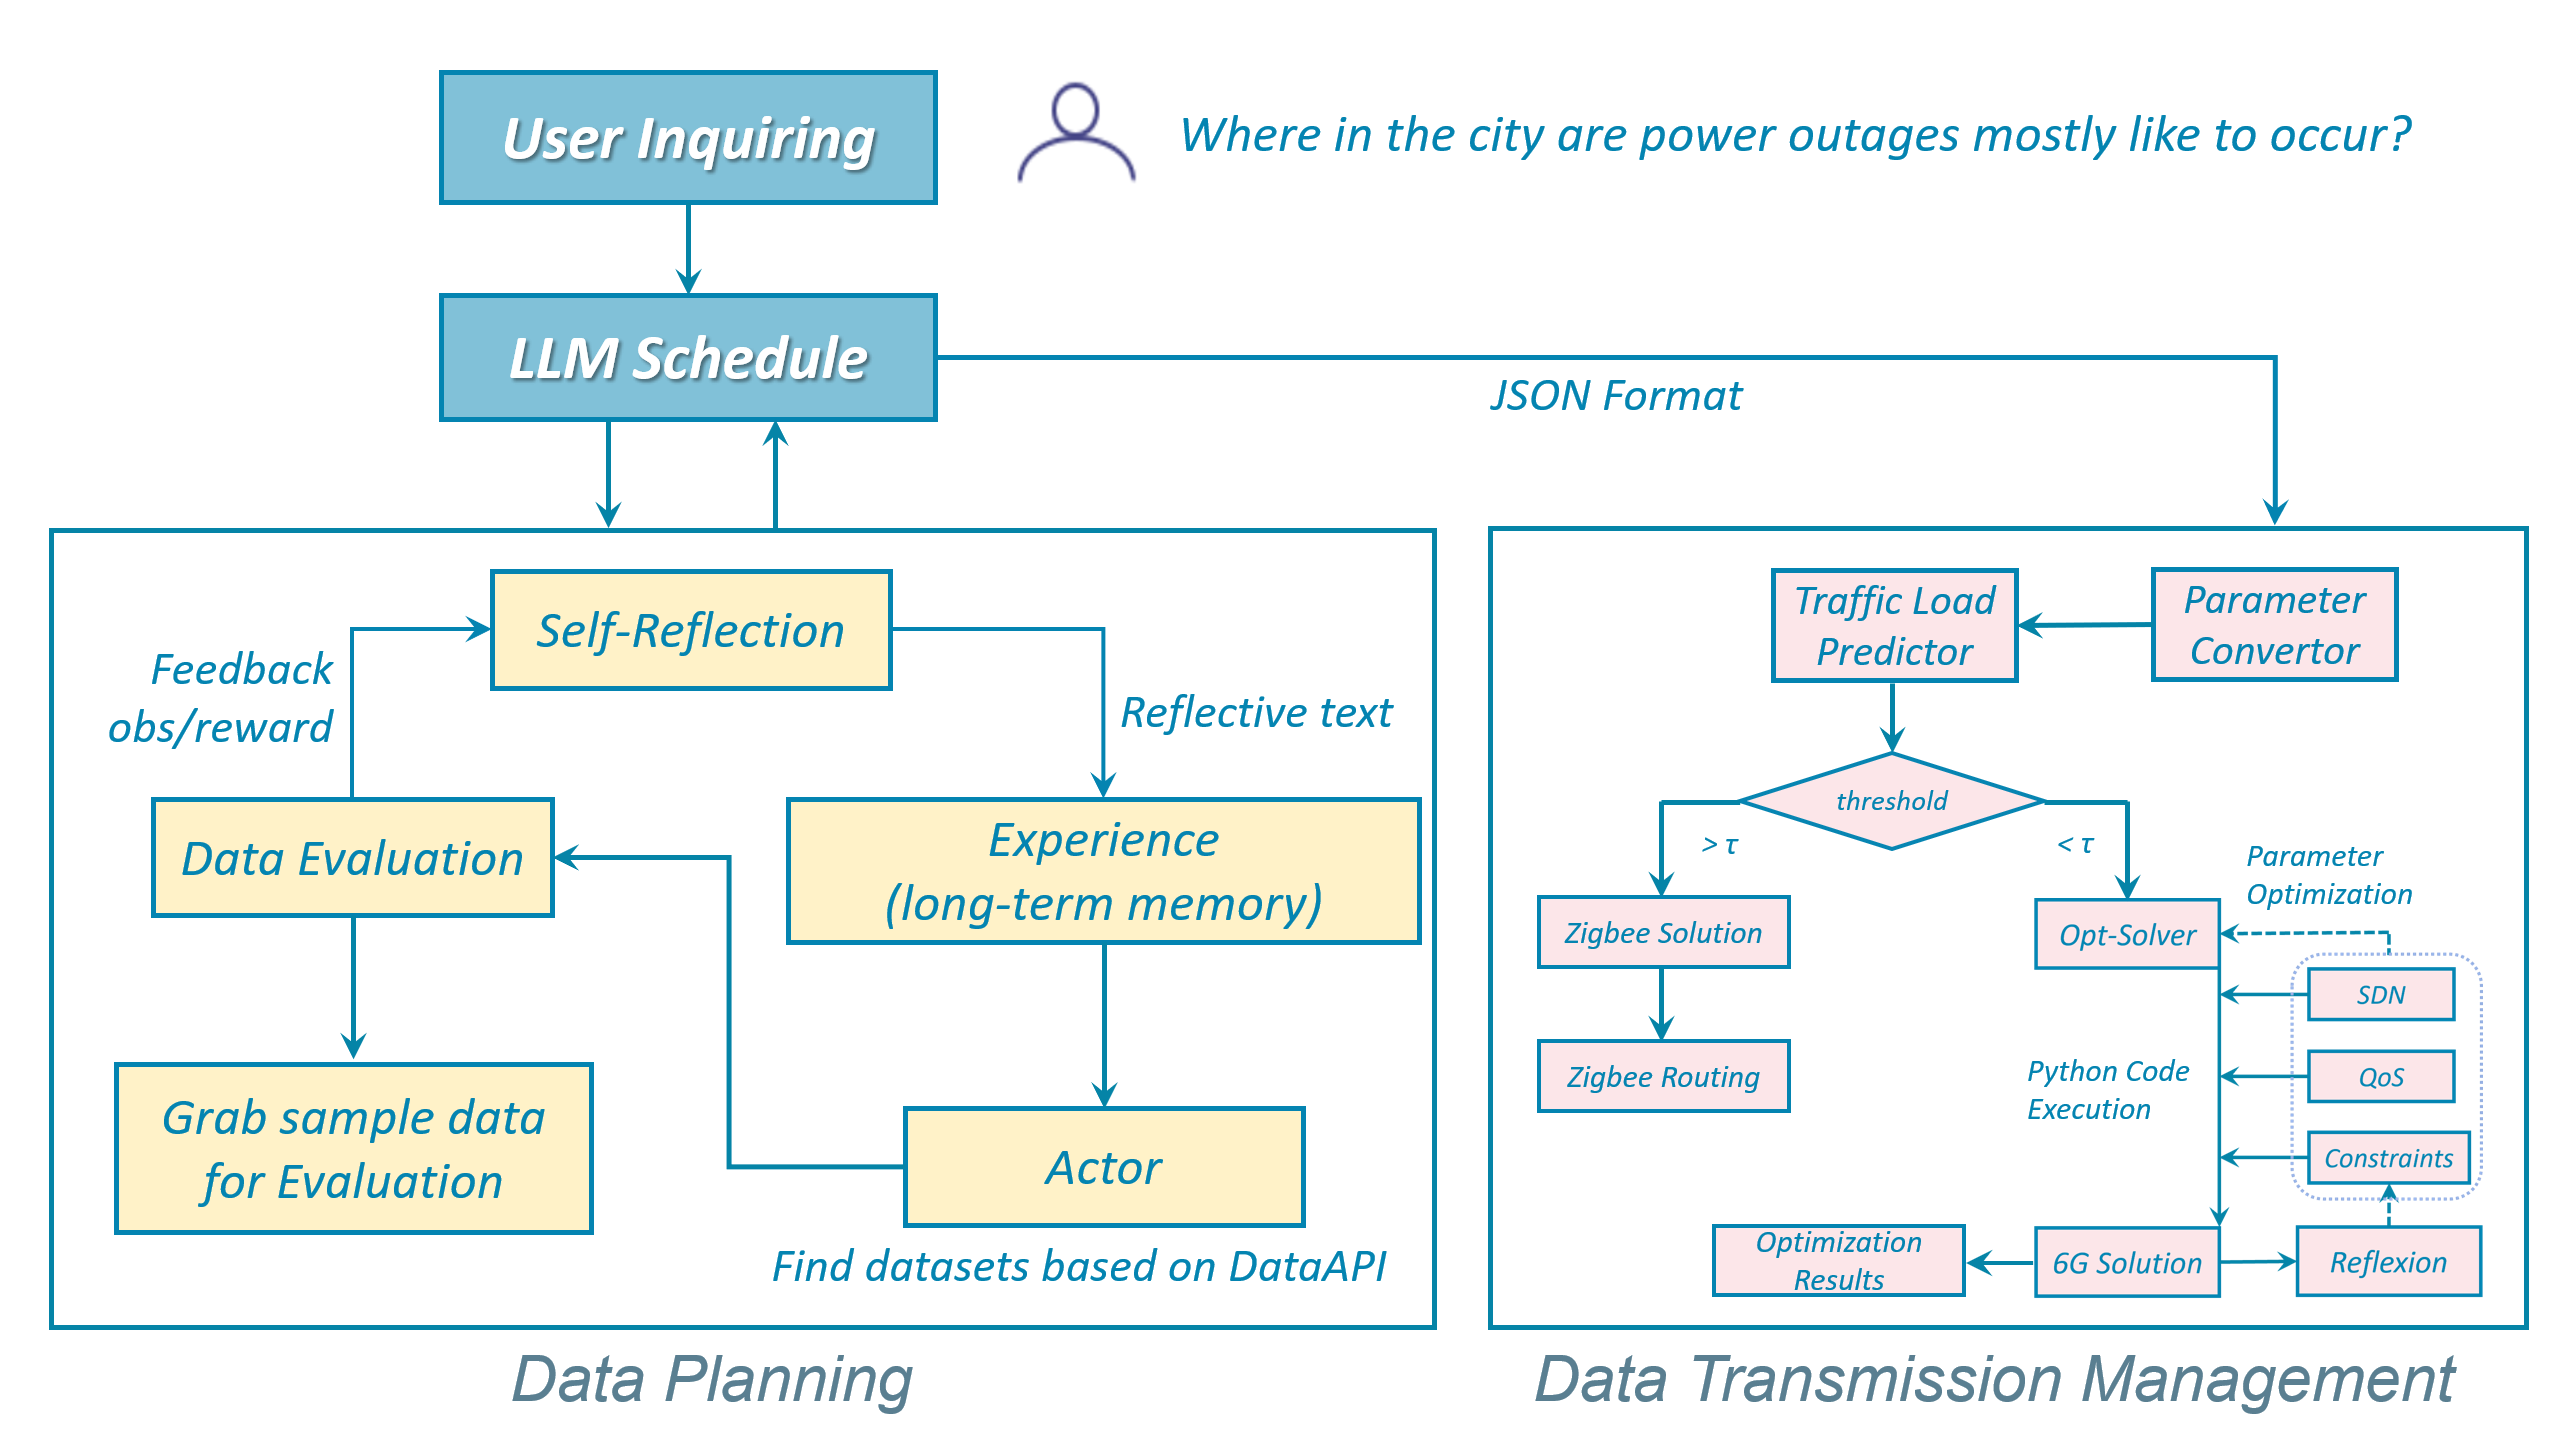 User Inquiring
Where in the city are power outages mostly like to occur?
LLM Schedule
JSON Format
Self-Reflection
Feedback
obs/reward
Reflective text
Data Evaluation
Experience
(long-term memory)
Grab sample data
for Evaluation
Actor
Find datasets based on DataAPI
Data Planning
Traffic Load
Predictor
Parameter
Convertor
threshold
> τ
< τ
Parameter
Optimization
Zigbee Solution
Opt-Solver
SDN
Zigbee Routing
Python Code
Execution
QoS
Constraints
Optimization
Results
6G Solution
Reflexion
Data Transmission Management